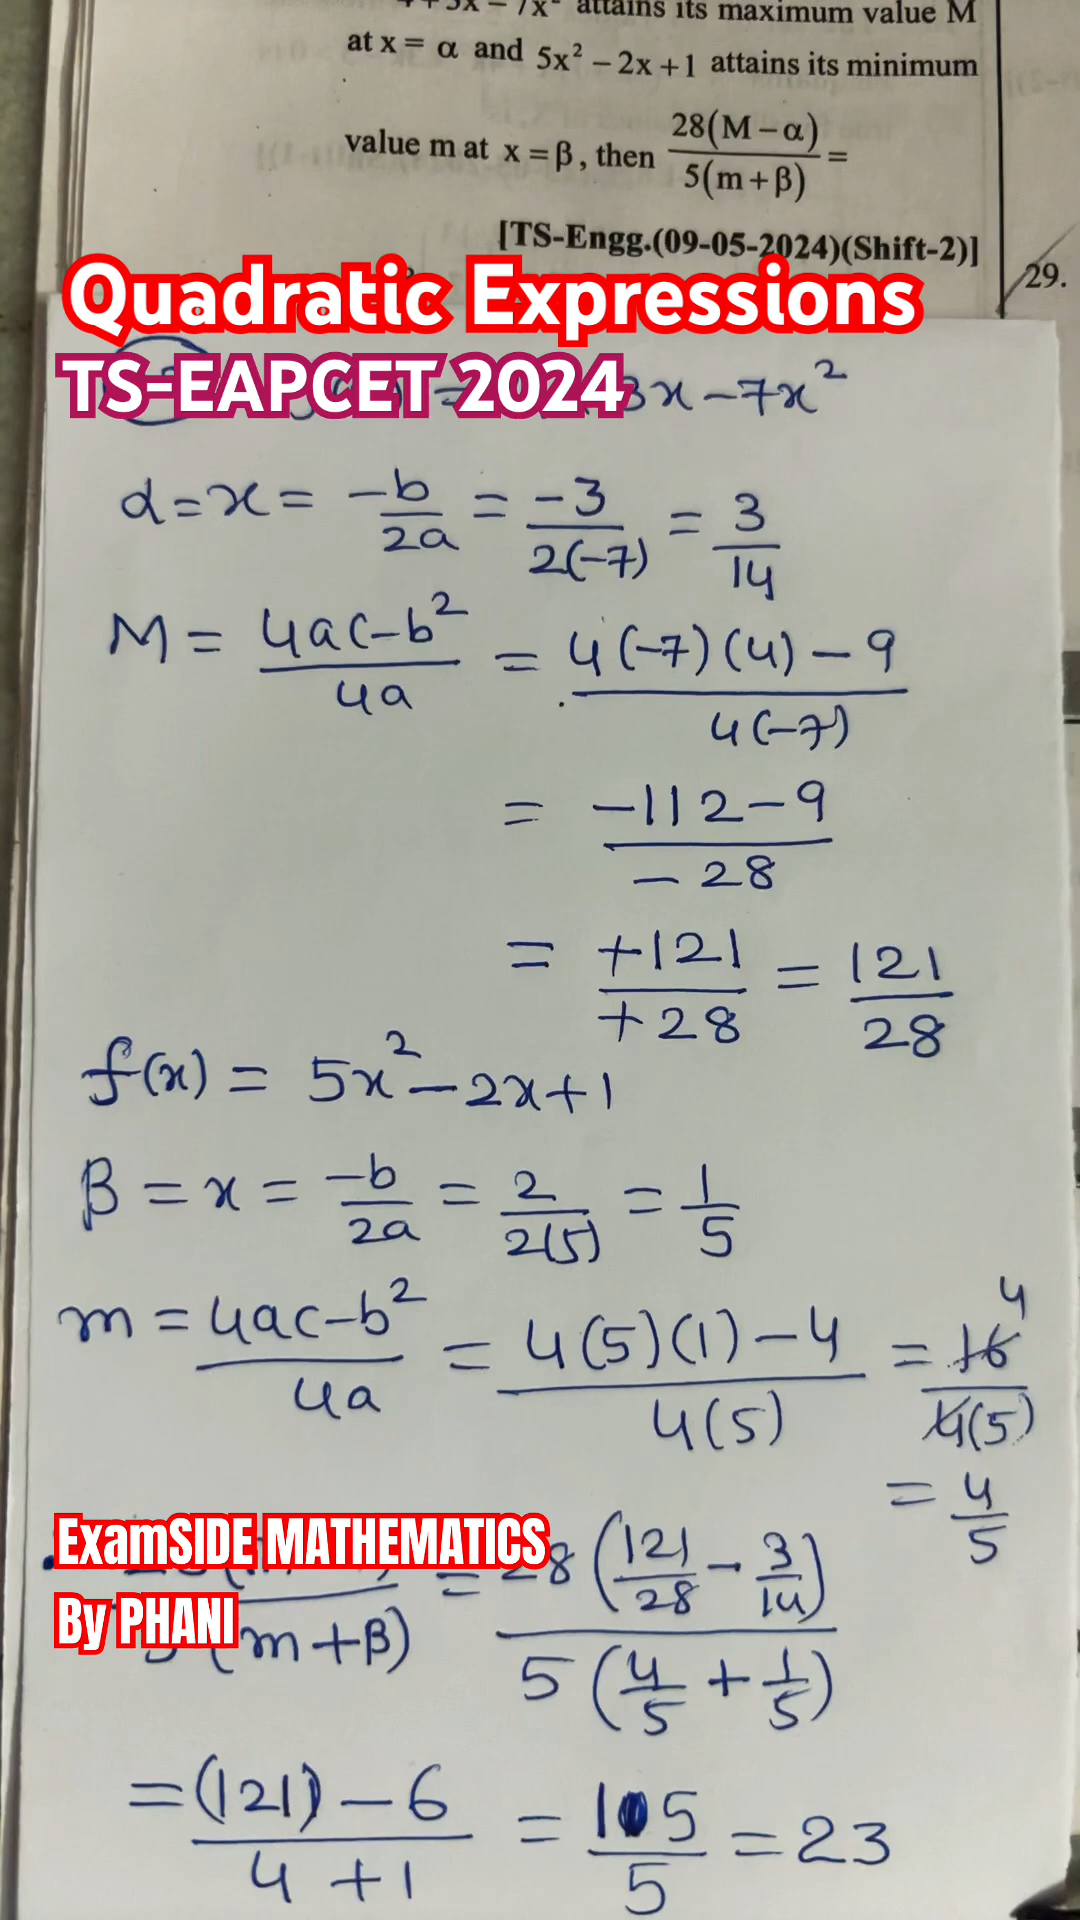 4+3x – 7x² attains its maximum value M
at x = α and 5x² – 2x +1 attains its minimum
value m at x = β, then 28(M – α) / 5(m + β) =
[TS-Engg.(09-05-2024)(Shift-2)]
29.
Quadratic Expressions
TS-EAPCET 2024
3x – 7x²
α = x = -b/2a = -3/2(-7) = 3/14
M = 4ac-b²/4a = 4(-7)(4) – 9/4(-7)
= -112-9/-28
= +121/+28 = 121/28
f(x) = 5x² – 2x + 1
β = x = -b/2a = 2/2(5) = 1/5
m = 4ac-b²/4a = 4(5)(1) – 4/4(5) = 16/4(5) 4
= 4/5
ExamSIDE MATHEMATICS
By PHANI
(m+β) = 28(121/28 – 3/14) / 5(4/5 + 1/5)
= (121) – 6 / 4 + 1 = 105/5 = 23